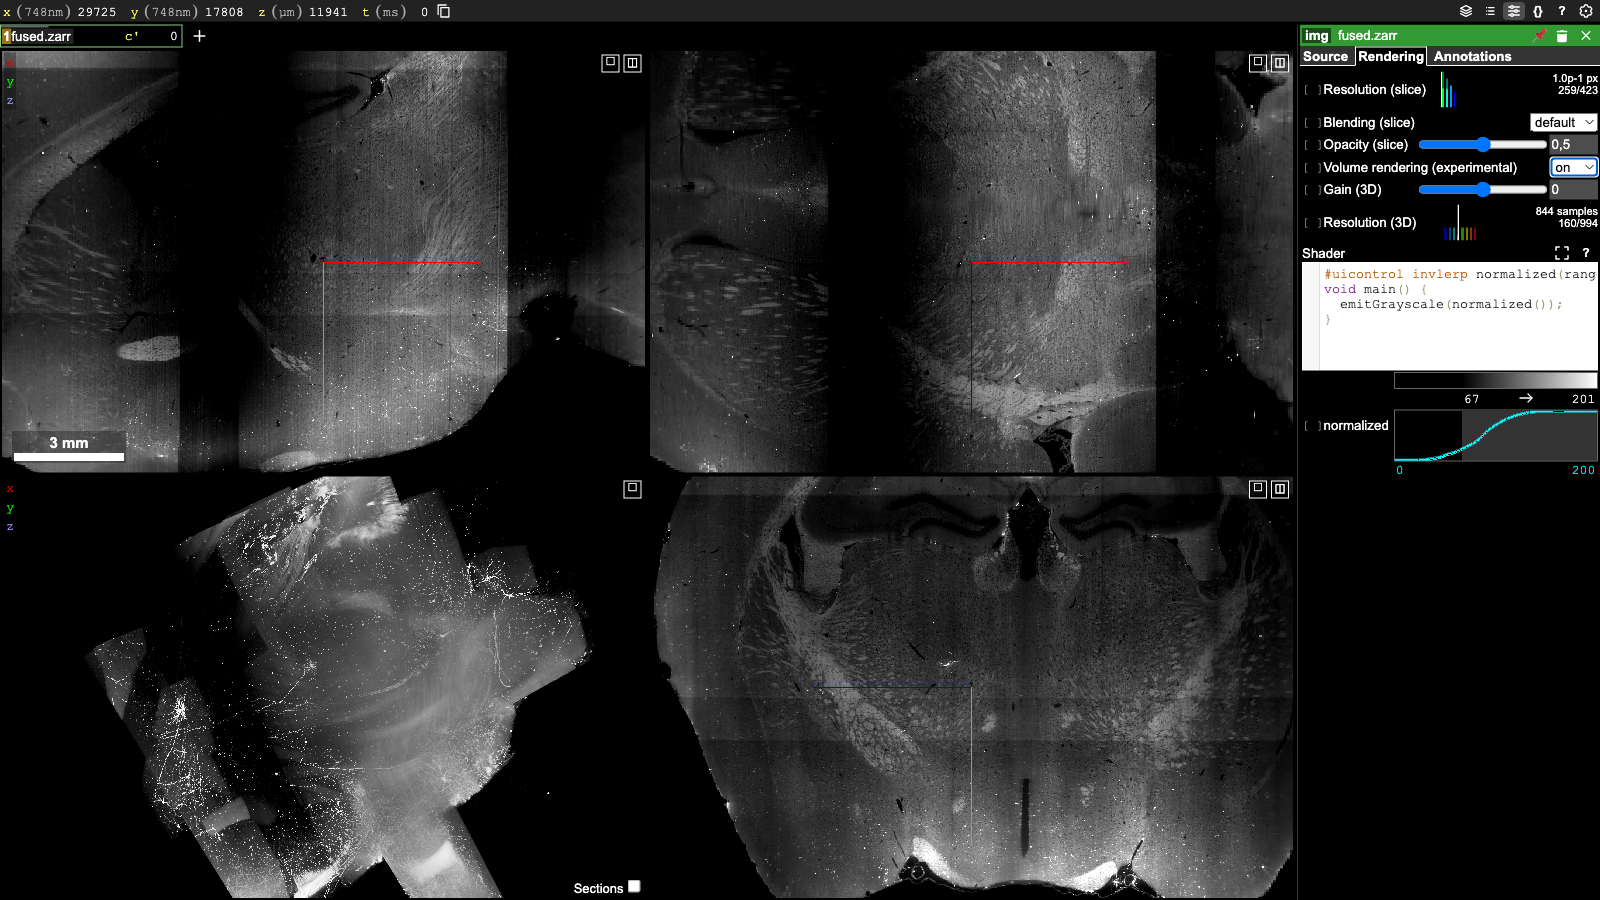 x (748nm) 29725 y (748nm) 17808 z (µm) 11941 t (ms) 0
1 fused.zarr c' 0 +
x
y
z
3 mm
x
y
z
Sections
img fused.zarr
Source Rendering Annotations
[ ] Resolution (slice) 1.0p-1 px
259/423
[ ] Blending (slice) default
[ ] Opacity (slice) 0,5
[ ] Volume rendering (experimental) on
[ ] Gain (3D) 0
[ ] Resolution (3D) 844 samples
160/994
Shader ?
#uicontrol invlerp normalized(rang
void main() {
emitGrayscale(normalized());
}
67 → 201
[ ] normalized
0 200